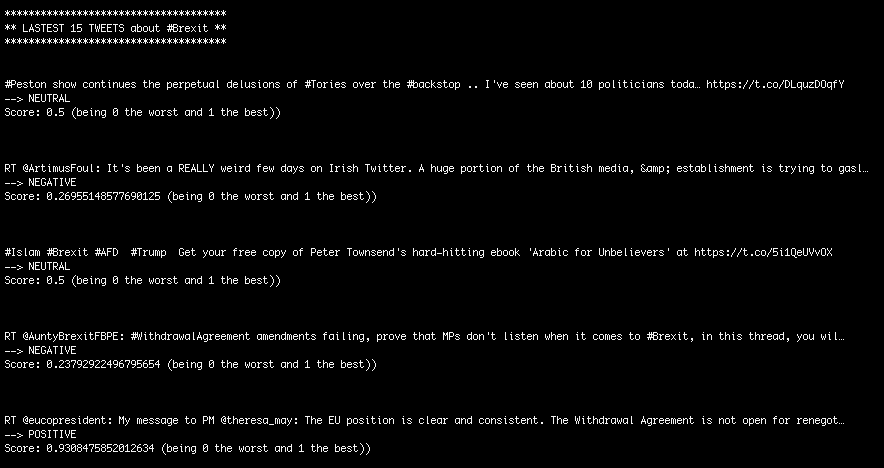 *************************************
** LASTEST 15 TWEETS about #Brexit **
*************************************
#Peston show continues the perpetual delusions of #Tories over the #backstop .. I've seen about 10 politicians toda… https://t.co/DLquzDOqfY
--> NEUTRAL
Score: 0.5 (being 0 the worst and 1 the best))
RT @ArtimusFoul: It's been a REALLY weird few days on Irish Twitter. A huge portion of the British media, &amp; establishment is trying to gasl…
--> NEGATIVE
Score: 0.26955148577690125 (being 0 the worst and 1 the best))
#Islam #Brexit #AFD  #Trump  Get your free copy of Peter Townsend's hard-hitting ebook 'Arabic for Unbelievers' at https://t.co/5i1QeUVvOX
--> NEUTRAL
Score: 0.5 (being 0 the worst and 1 the best))
RT @AuntyBrexitFBPE: #WithdrawalAgreement amendments failing, prove that MPs don't listen when it comes to #Brexit, in this thread, you wil…
--> NEGATIVE
Score: 0.23792922496795654 (being 0 the worst and 1 the best))
RT @eucopresident: My message to PM @theresa_may: The EU position is clear and consistent. The Withdrawal Agreement is not open for renegot…
--> POSITIVE
Score: 0.9308475852012634 (being 0 the worst and 1 the best))